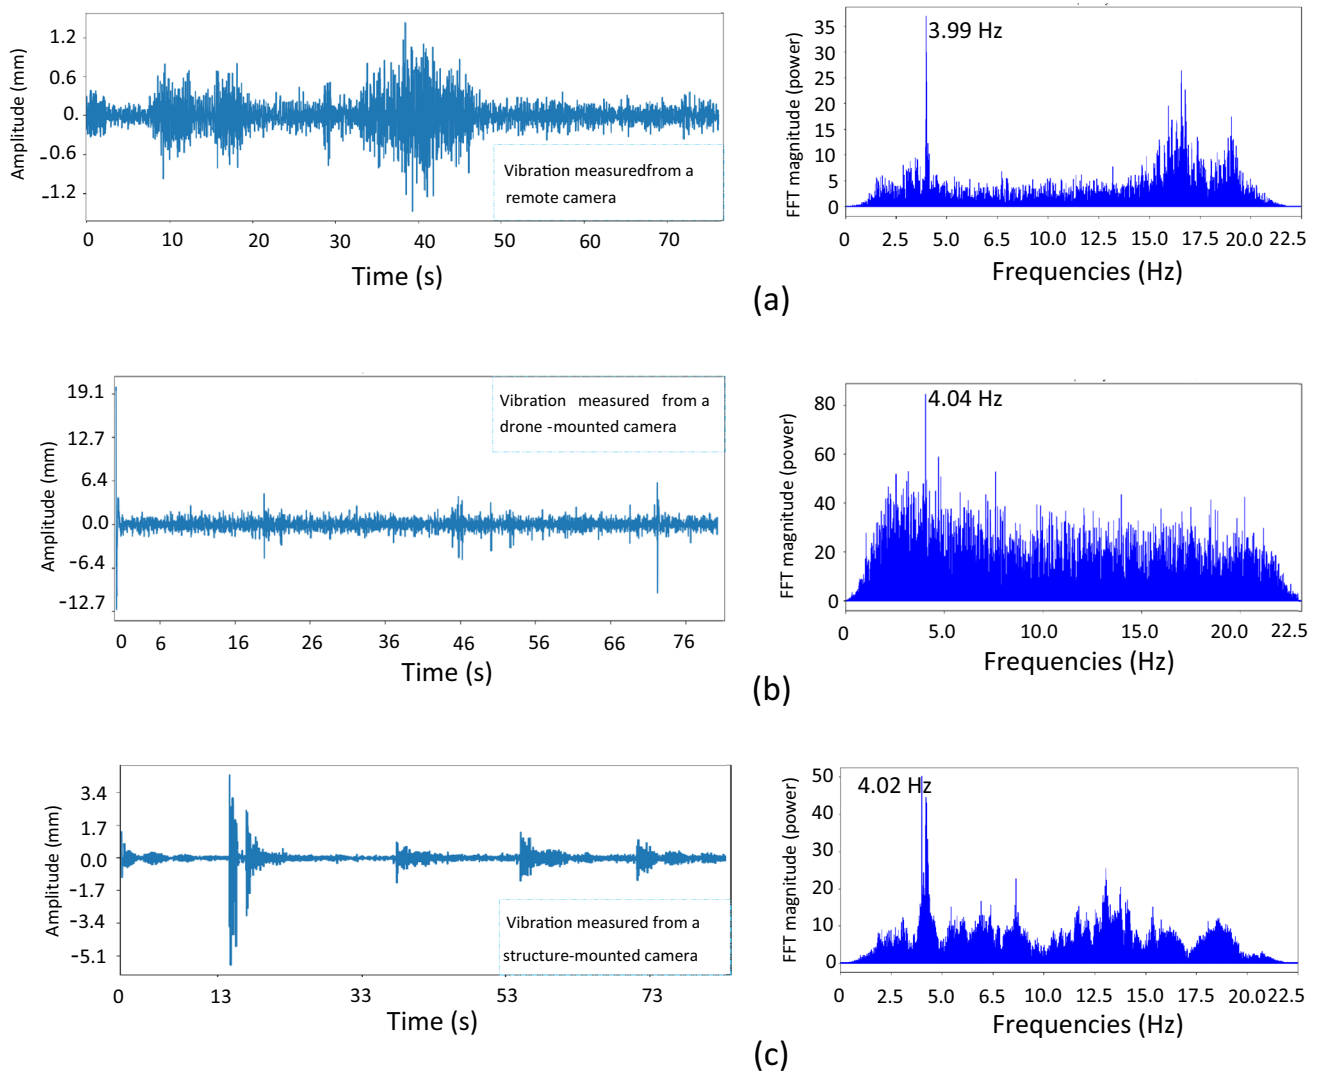 Amplitude (mm)
1.2
0.6
0.
-0.6
-1.2
Vibration measuredfrom a
remote camera
0 10 20 30 40 50 60 70
Time (s)
FFT magnitude (power)
35
30
25
20
15
10
5
0
3.99 Hz
0 2.5 5.0 7.5 10.0 12.5 15.0 17.5 20.0 22.5
Frequencies (Hz)
(a)
Amplitude (mm)
19.1
12.7
6.4
0.0
-6.4
-12.7
Vibration measured from a
drone -mounted camera
0 6 16 26 36 46 56 66 76
Time (s)
FFT magnitude (power)
80
60
40
20
0
4.04 Hz
0 5.0 10.0 15.0 20.0 22.5
Frequencies (Hz)
(b)
Amplitude (mm)
3.4
1.7
0.0
-1.7
-3.4
-5.1
Vibration measured from a
structure-mounted camera
0 13 33 53 73
Time (s)
FFT magnitude (power)
50
40
30
20
10
0
4.02 Hz
0 2.5 5.0 6.5 10.0 13.5 15.0 17.5 20.0 22.5
Frequencies (Hz)
(c)